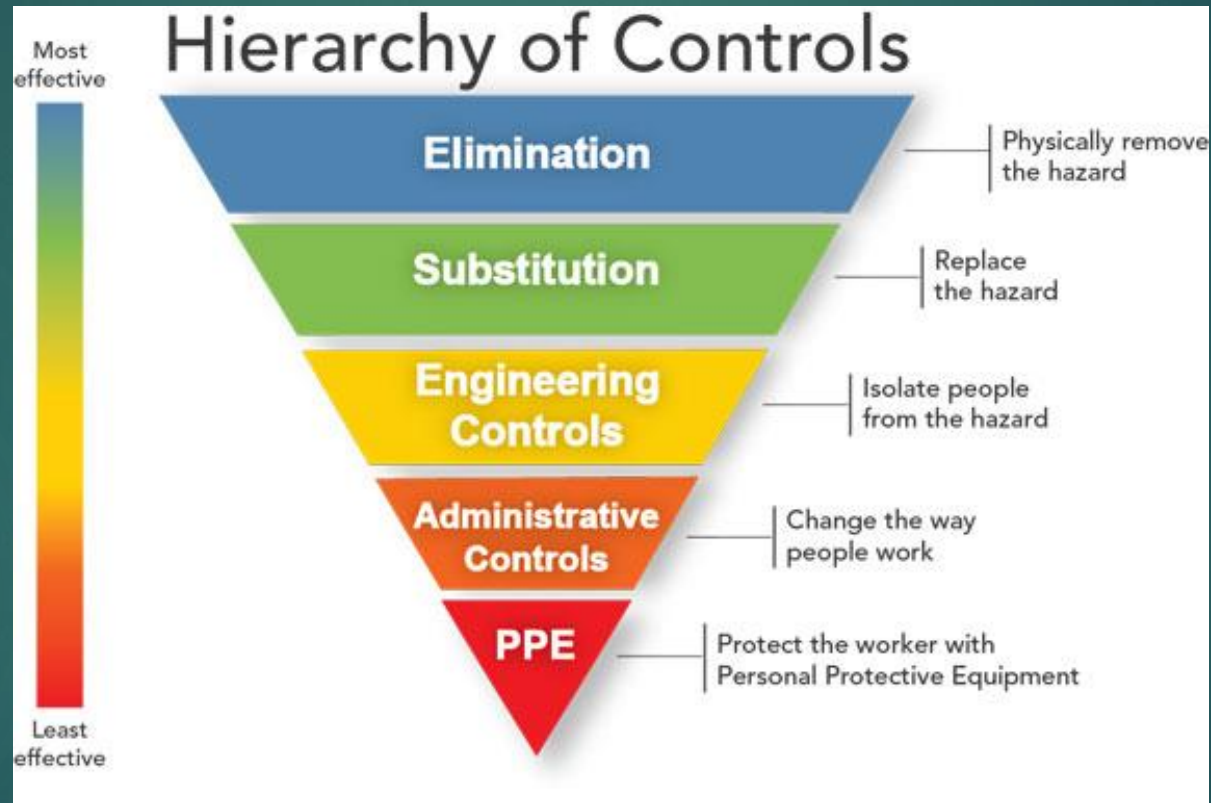 Hierarchy of Controls
Most
effective
Elimination
Physically remove
the hazard
Substitution
Replace
the hazard
Engineering
Controls
Isolate people
from the hazard
Administrative
Controls
Change the way
people work
PPE
Protect the worker with
Personal Protective Equipment
Least
effective